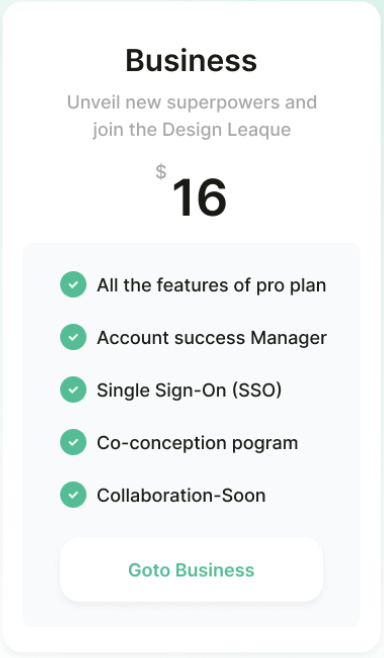 Business
Unveil new superpowers and
join the Design Leaque
$
16
All the features of pro plan
Account success Manager
Single Sign-On (SSO)
Co-conception pogram
Collaboration-Soon
Goto Business